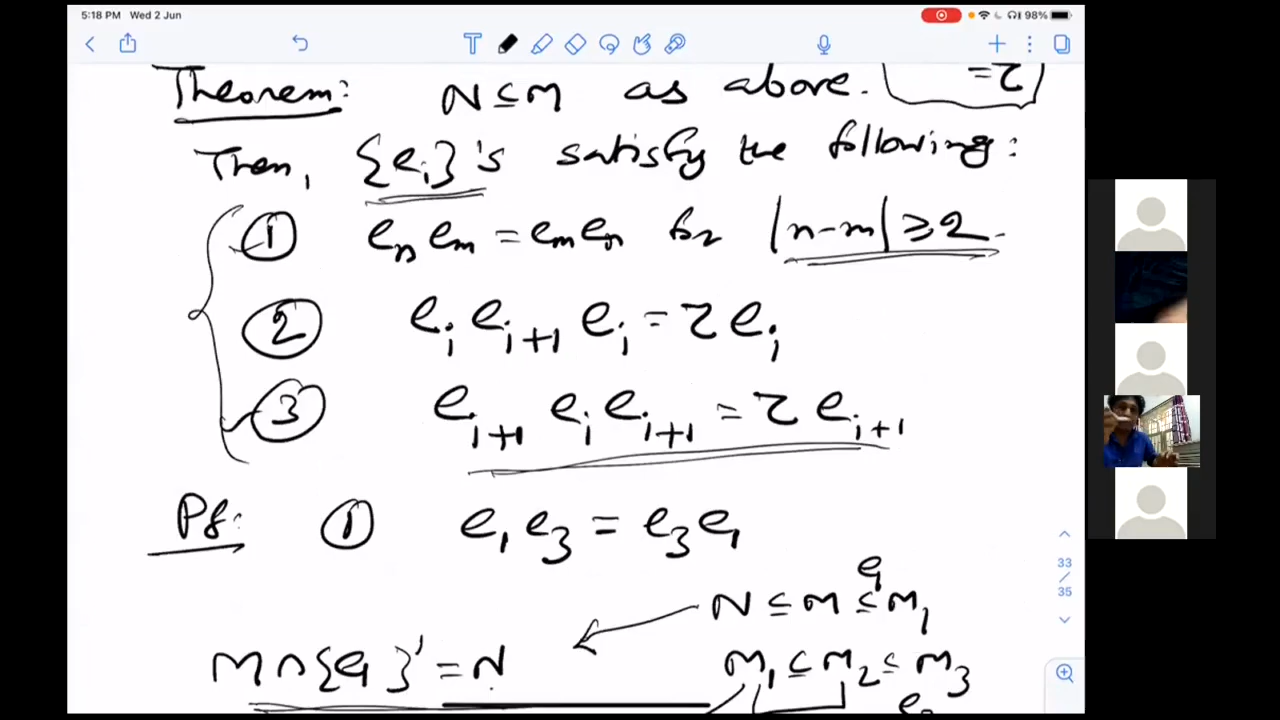 5:18 PM Wed 2 Jun
98%
= τ
Theorem: N ⊆ M as above.
Then, {e_i}'s satisfy the following:
① e_n e_m = e_m e_n for |n-m| ≥ 2.
② e_i e_{i+1} e_i = τ e_i
③ e_{i+1} e_i e_{i+1} = τ e_{i+1}
Pf: ① e_1 e_3 = e_3 e_1
e_1
N ⊆ M ⊆ M_1
M ∩ {e_1}' = N
M_1 ⊆ M_2 ⊆ M_3
33
/
35